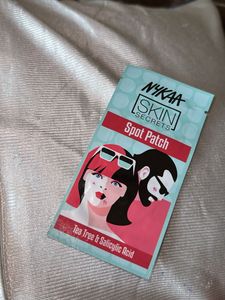 NYKAA
SKIN
SECRETS
Spot Patch
Tea Tree & Salicylic Acid